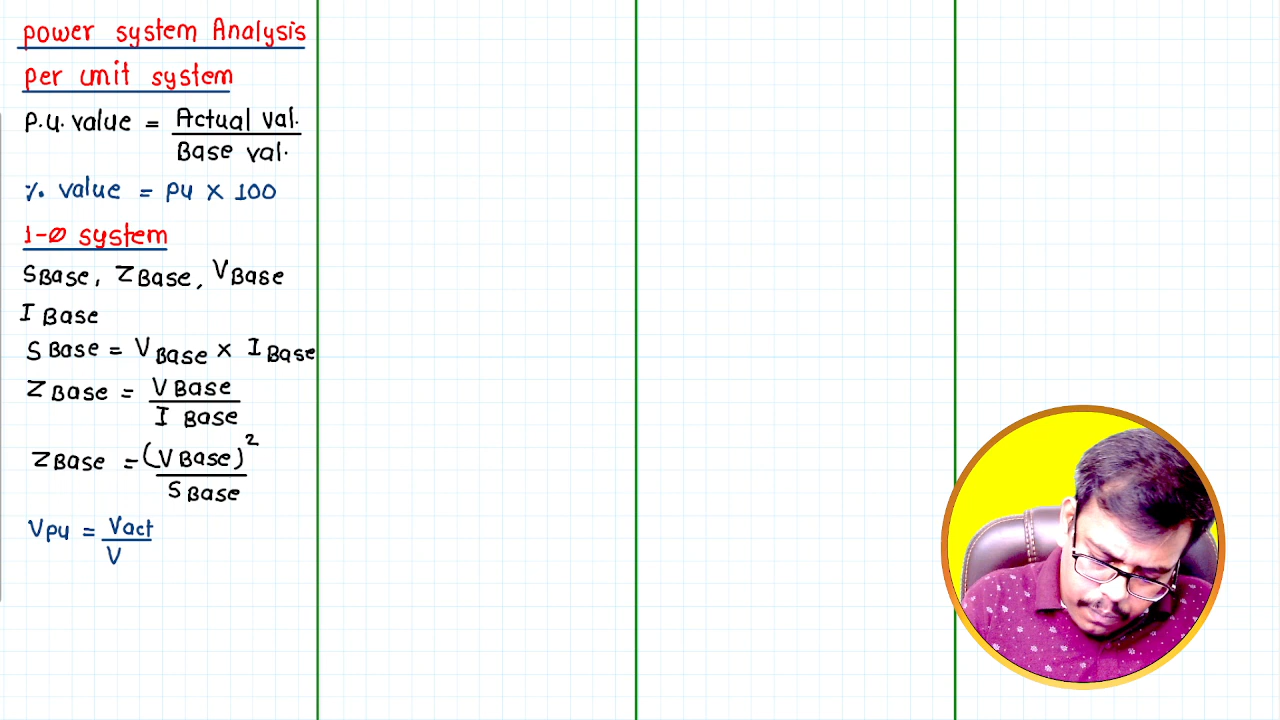 power system Analysis
per unit system
P.U. value = Actual val. / Base val.
% value = PU × 100
1-Ø system
SBase, ZBase, VBase
I Base
S Base = V Base × I Base
Z Base = V Base / I Base
Z Base = (V Base)² / S Base
Vpu = Vact / V